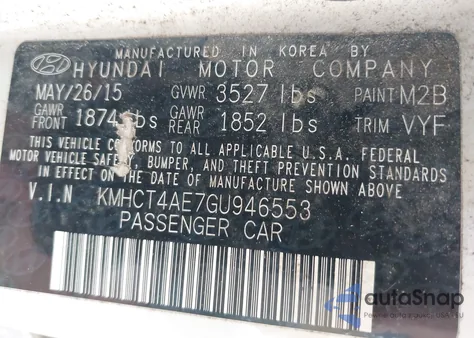 MANUFACTURED IN KOREA BY
HYUNDAI MOTOR COMPANY
MAY/26/15 GVWR 3527 lbs PAINT M2B
GAWR FRONT 1874 lbs GAWR REAR 1852 lbs TRIM VYF
THIS VEHICLE CONFORMS TO ALL APPLICABLE U.S.A. FEDERAL
MOTOR VEHICLE SAFETY, BUMPER, AND THEFT PREVENTION STANDARDS
IN EFFECT ON THE DATE OF MANUFACTURE SHOWN ABOVE.
V.I.N KMHCT4AE7GU946553
PASSENGER CAR
autoSnap